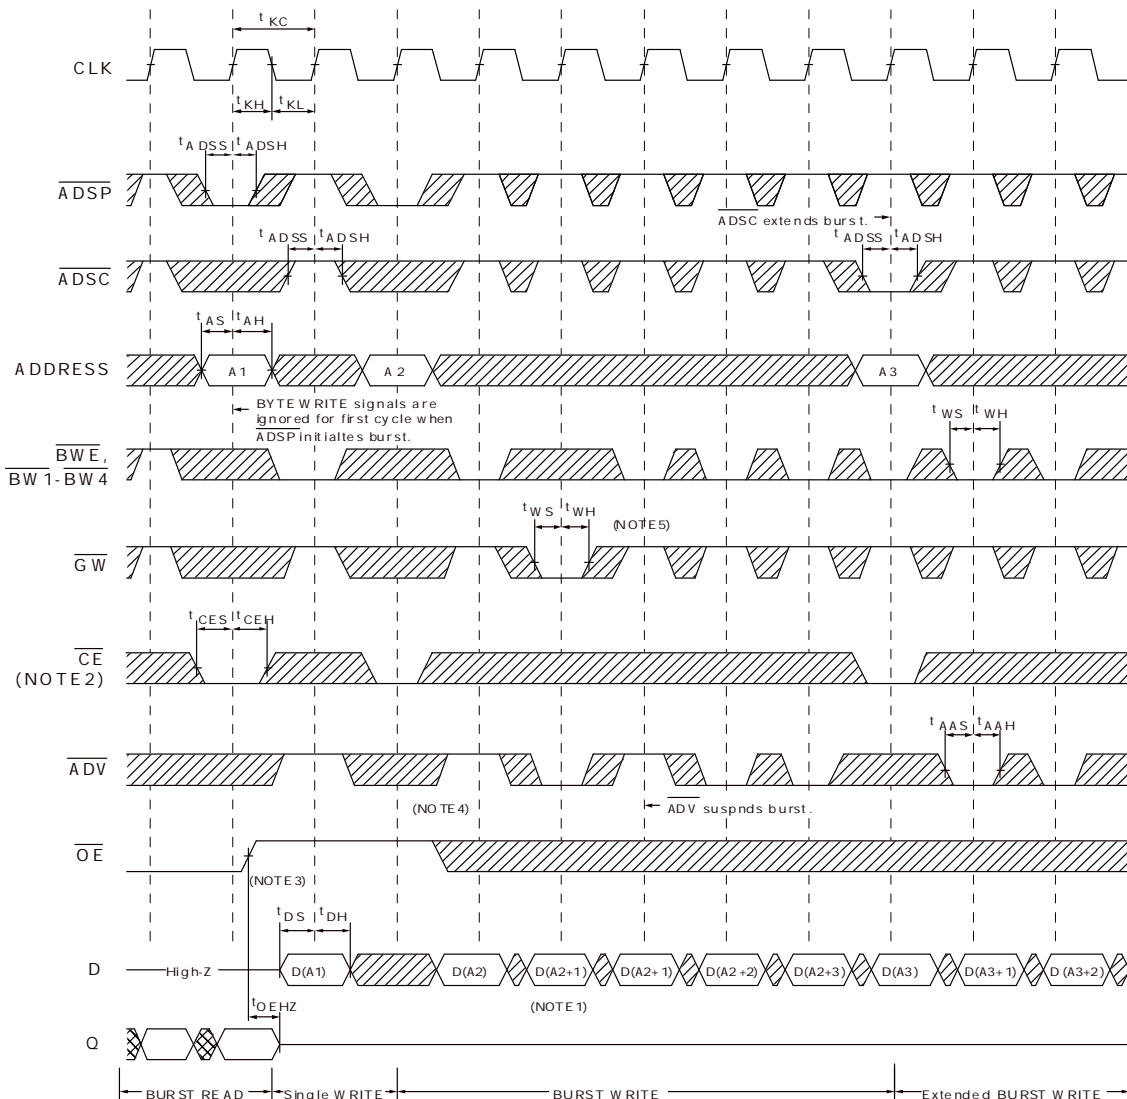 t KC
CLK
t KH t KL
t ADSS t ADSH
ADSP
ADSC extends burst.
t ADSS t ADSH t ADSS t ADSH
ADSC
t AS t AH
ADDRESS A1 A2 A3
BYTE WRITE signals are
ignored for first cycle when
ADSP initialtes burst.
t WS t WH
BWE,
BW1-BW4
t WS t WH (NOTE5)
GW
t CES t CEH
CE
(NOTE2)
t AAS t AAH
ADV
(NOTE4) ADV suspnds burst.
OE
(NOTE3)
t DS t DH
D High-Z D(A1) D(A2) D(A2+1) D(A2+1) D(A2+2) D(A2+3) D(A3) D(A3+1) D(A3+2)
t OEHZ (NOTE1)
Q
BURST READ Single WRITE BURST WRITE Extended BURST WRITE